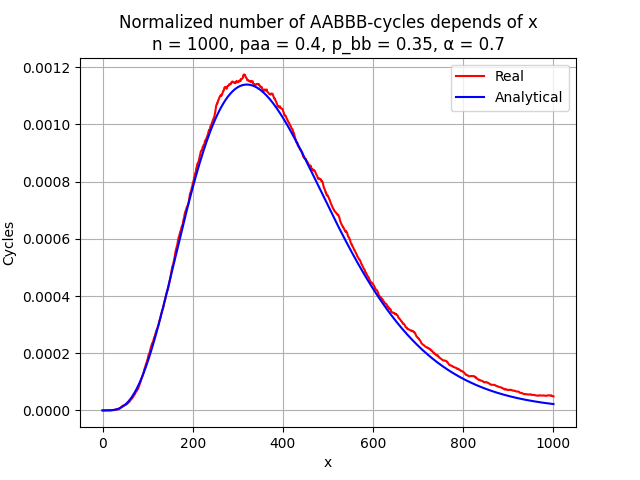 Normalized number of AABBB-cycles depends of x
n = 1000, paa = 0.4, p_bb = 0.35, α = 0.7
Real
Analytical
Cycles
0.0012
0.0010
0.0008
0.0006
0.0004
0.0002
0.0000
0 200 400 600 800 1000
x